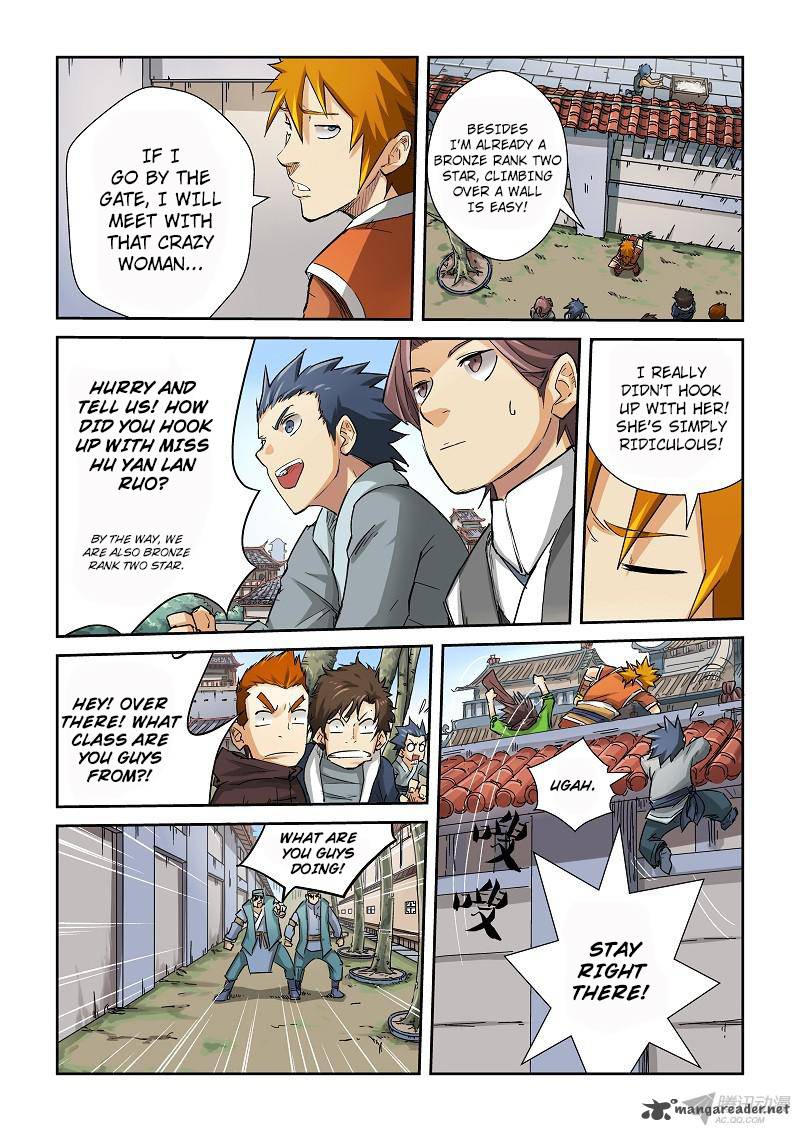 IF I
GO BY THE
GATE, I WILL
MEET WITH
THAT CRAZY
WOMAN...
BESIDES
I'M ALREADY A
BRONZE RANK TWO
STAR, CLIMBING
OVER A WALL
IS EASY!
HURRY AND
TELL US! HOW
DID YOU HOOK
UP WITH MISS
HU YAN LAN
RUO?
BY THE WAY, WE
ARE ALSO BRONZE
RANK TWO STAR.
I REALLY
DIDN'T HOOK
UP WITH HER!
SHE'S SIMPLY
RIDICULOUS!
HEY! OVER
THERE! WHAT
CLASS ARE
YOU GUYS
FROM?!
UGAH.
嗖
嗖
WHAT ARE
YOU GUYS
DOING!
STAY
RIGHT
THERE!
腾讯动漫
AC.QQ.COM
mangareader.net